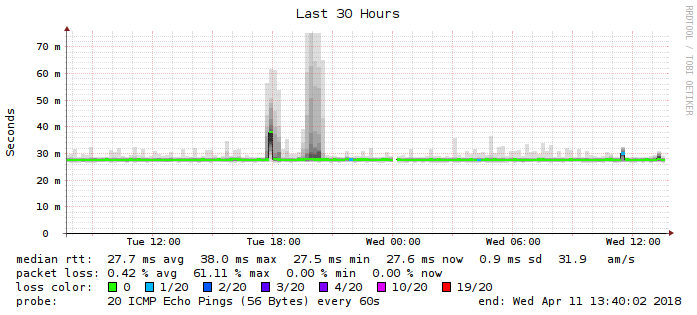 Last 30 Hours
RRDTOOL / TOBI OETIKER
Seconds
70 m
60 m
50 m
40 m
30 m
20 m
10 m
0
Tue 12:00 Tue 18:00 Wed 00:00 Wed 06:00 Wed 12:00
median rtt: 27.7 ms avg 38.0 ms max 27.5 ms min 27.6 ms now 0.9 ms sd 31.9 am/s
packet loss: 0.42 % avg 61.11 % max 0.00 % min 0.00 % now
loss color: 0 1/20 2/20 3/20 4/20 10/20 19/20
probe: 20 ICMP Echo Pings (56 Bytes) every 60s end: Wed Apr 11 13:40:02 2018